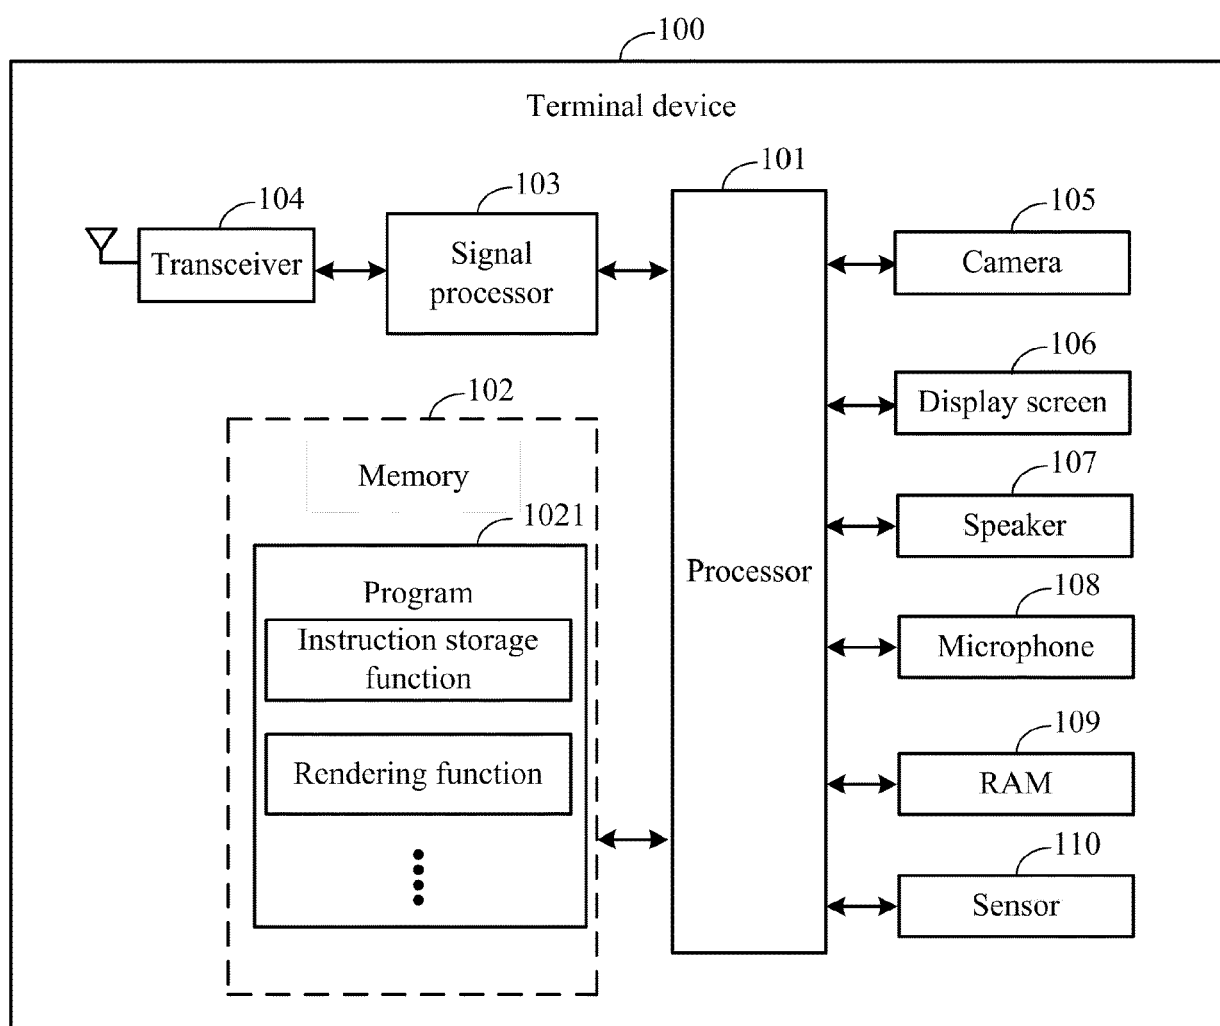 100
Terminal device
101
103
104
105
Transceiver
Signal
processor
Camera
106
Display screen
102
Memory
107
Speaker
1021
Program
Processor
Instruction storage
function
108
Microphone
Rendering function
109
RAM
110
Sensor